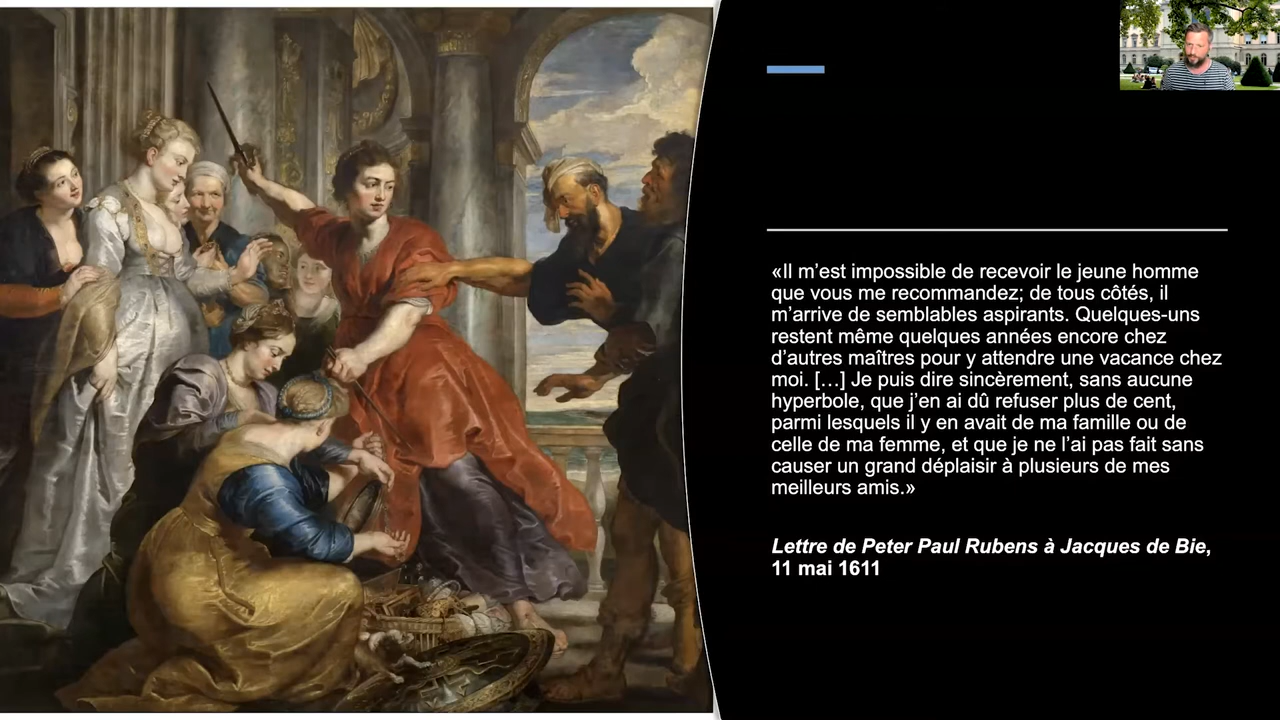 «Il m’est impossible de recevoir le jeune homme
que vous me recommandez; de tous côtés, il
m’arrive de semblables aspirants. Quelques-uns
restent même quelques années encore chez
d’autres maîtres pour y attendre une vacance chez
moi. […] Je puis dire sincèrement, sans aucune
hyperbole, que j’en ai dû refuser plus de cent,
parmi lesquels il y en avait de ma famille ou de
celle de ma femme, et que je ne l’ai pas fait sans
causer un grand déplaisir à plusieurs de mes
meilleurs amis.»
Lettre de Peter Paul Rubens à Jacques de Bie,
11 mai 1611